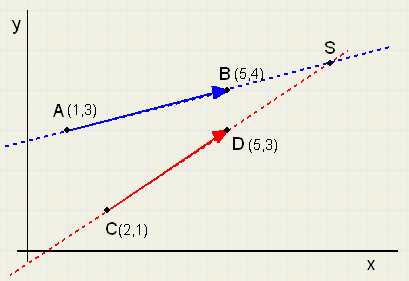 y
S
B (5,4)
A (1,3)
D (5,3)
C (2,1)
x